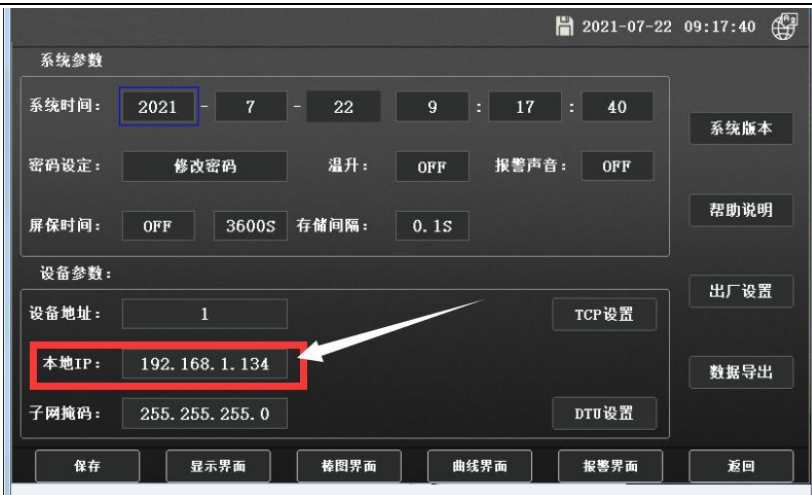 2021-07-22 09:17:40
系统参数
系统时间: 2021 - 7 - 22 9 : 17 : 40
系统版本
密码设定: 修改密码 温升: OFF 报警声音: OFF
帮助说明
屏保时间: OFF 3600S 存储间隔: 0.1S
设备参数:
出厂设置
设备地址: 1 TCP设置
本地IP: 192.168.1.134
数据导出
子网掩码: 255.255.255.0 DTU设置
保存 显示界面 棒图界面 曲线界面 报警界面 返回